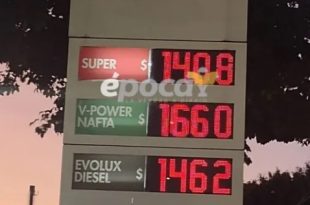 SUPER $ 1408
época
V-POWER
NAFTA $ 1660
EVOLUX
DIESEL $ 1462